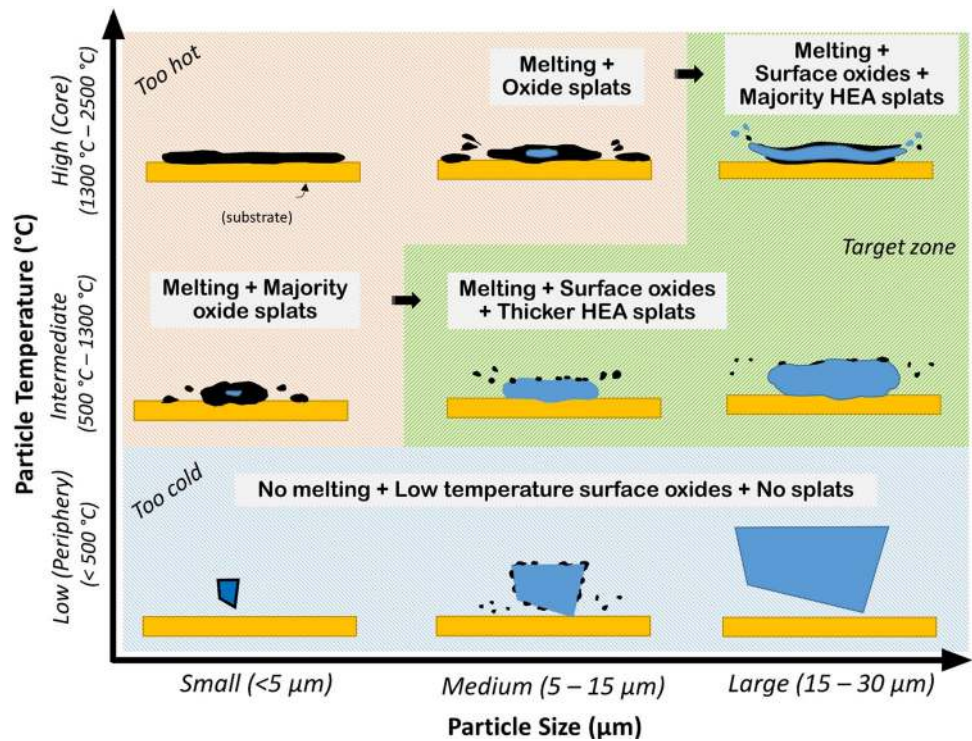 Particle Temperature (°C)
High (Core)
(1300 °C – 2500 °C)
Too hot
Melting +
Oxide splats
Melting +
Surface oxides +
Majority HEA splats
(substrate)
Target zone
Intermediate
(500 °C – 1300 °C)
Melting + Majority
oxide splats
Melting + Surface oxides
+ Thicker HEA splats
Low (Periphery)
(< 500 °C)
Too cold
No melting + Low temperature surface oxides + No splats
Small (<5 μm)
Medium (5 – 15 μm)
Large (15 – 30 μm)
Particle Size (μm)